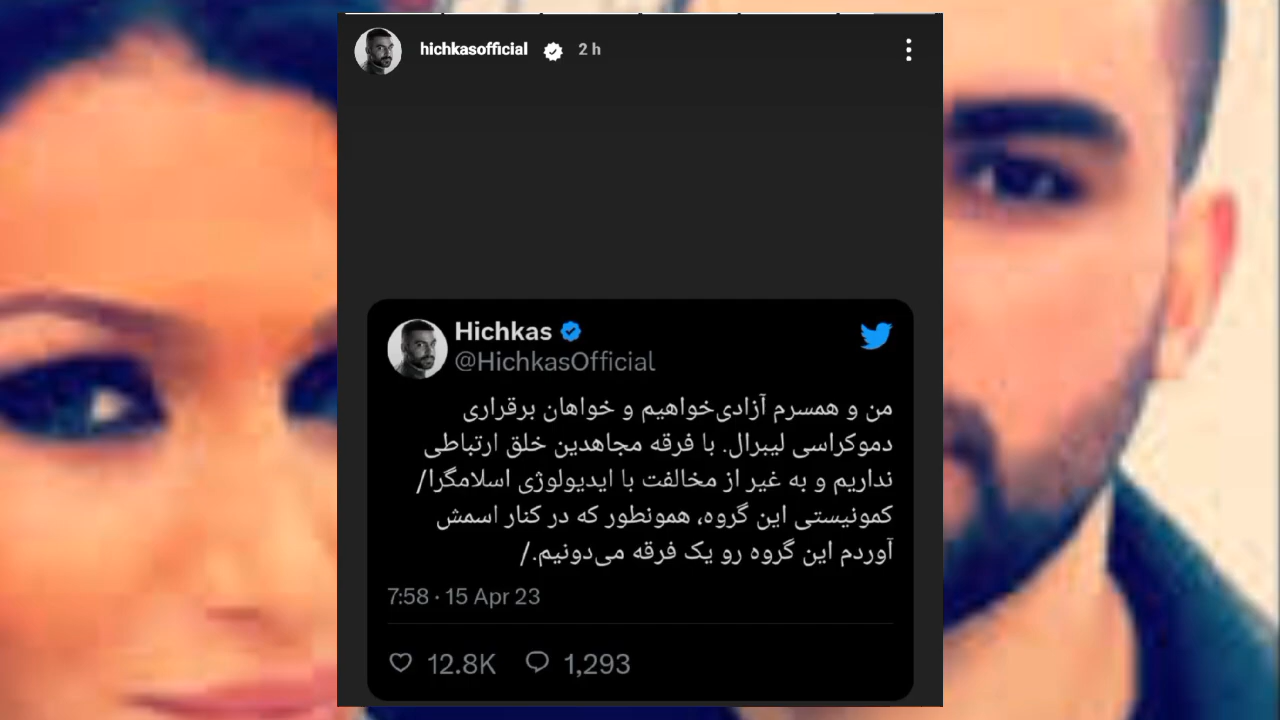 hichkasofficial 2 h
Hichkas
@HichkasOfficial
من و همسرم آزادی‌خواهیم و خواهان برقراری
دموکراسی لیبرال. با فرقه مجاهدین خلق ارتباطی
نداریم و به غیر از مخالفت با ایدیولوژی اسلامگرا/
کمونیستی این گروه، همونطور که در کنار اسمش
آوردم این گروه رو یک فرقه می‌دونیم./
7:58 · 15 Apr 23
12.8K 1,293